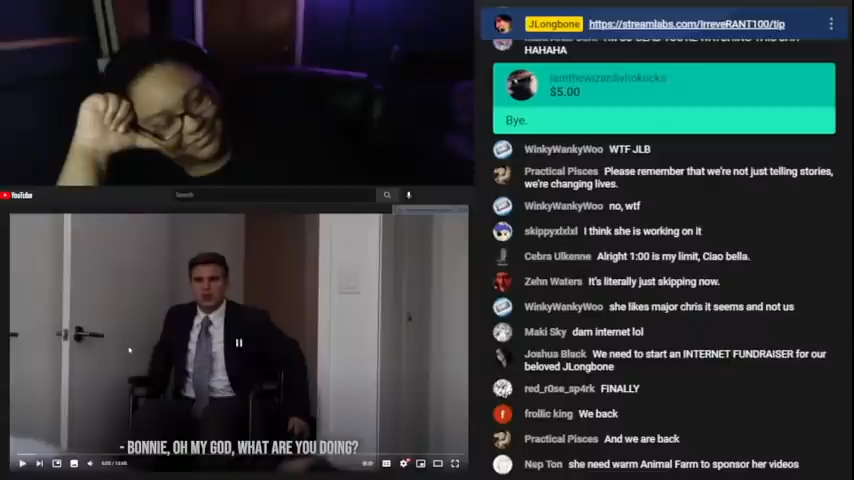 JLongbone https://streamlabs.com/IrreveRANT100/tip
HAHAHA
iamthewizardwhokucks
$5.00
Bye.
WinkyWankyWoo WTF JLB
Practical Pisces Please remember that we're not just telling stories,
we're changing lives.
WinkyWankyWoo no, wtf
skippyxlxlxl I think she is working on it
Cebra Ulkenne Alright 1:00 is my limit, Ciao bella.
Zehn Waters It's literally just skipping now.
WinkyWankyWoo she likes major chris it seems and not us
Maki Sky dam internet lol
Joshua Black We need to start an INTERNET FUNDRAISER for our
beloved JLongbone
red_r0se_sp4rk FiNALLY
frollic king We back
Practical Pisces And we are back
Nep Ton she need warm Animal Farm to sponsor her videos
YouTube
Search
- BONNIE, OH MY GOD, WHAT ARE YOU DOING?